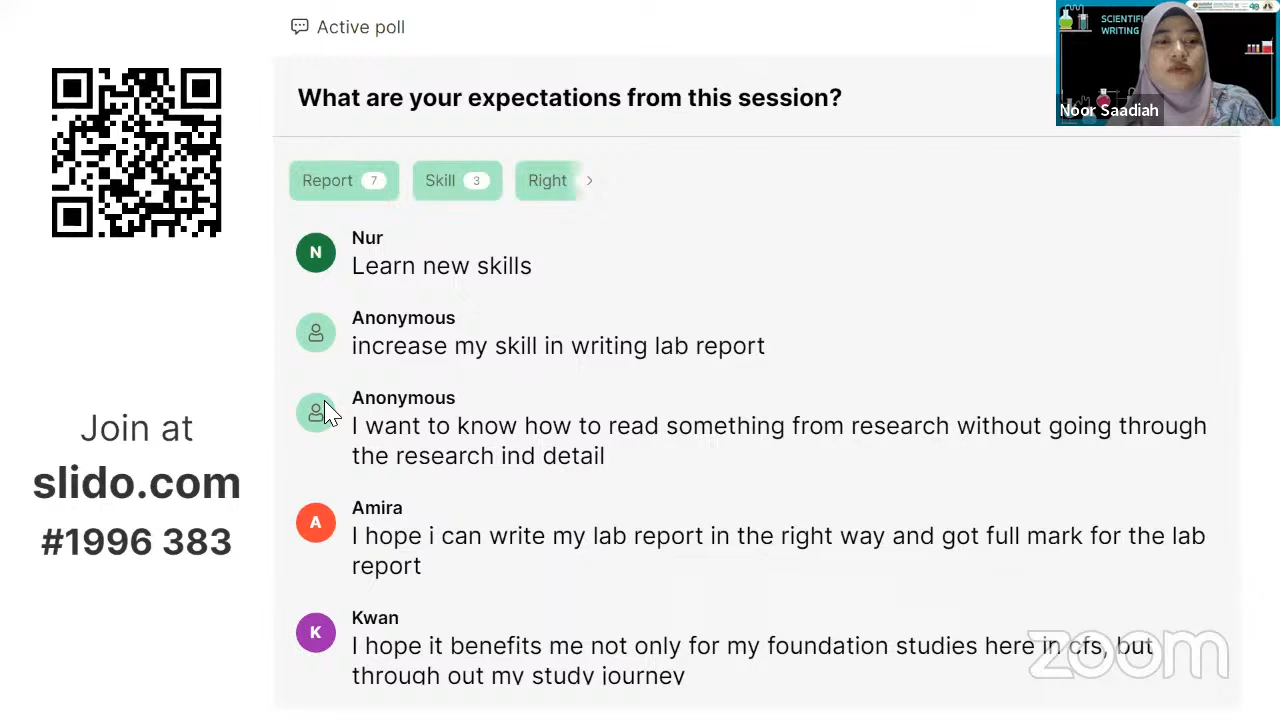 Active poll
What are your expectations from this session?
SCIENTIFI
WRITING
Noor Saadiah
Report 7
Skill 3
Right
N
Nur
Learn new skills
Anonymous
increase my skill in writing lab report
Anonymous
I want to know how to read something from research without going through
the research ind detail
A
Amira
I hope i can write my lab report in the right way and got full mark for the lab
report
K
Kwan
I hope it benefits me not only for my foundation studies here in cfs, but
through out my study journey
Join at
slido.com
#1996 383
zoom